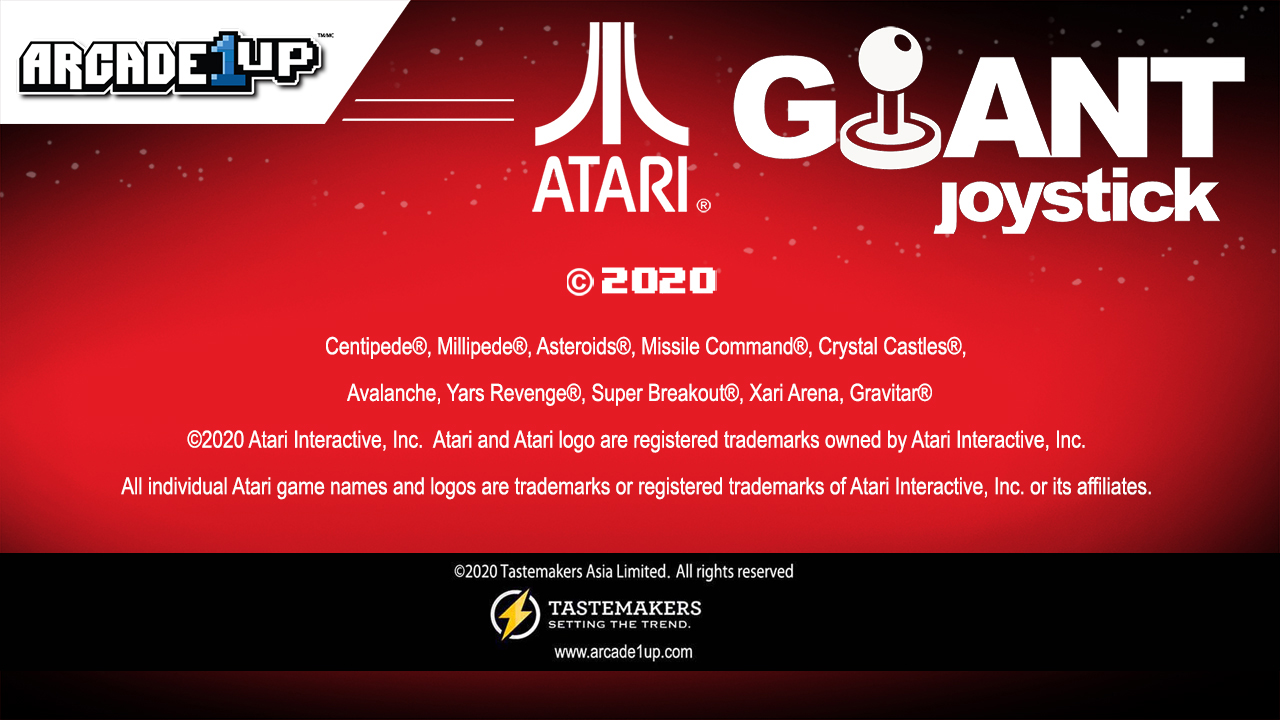 ARCADE1UP TM/MC
ATARI ®
GIANT
joystick
© 2020
Centipede®, Millipede®, Asteroids®, Missile Command®, Crystal Castles®,
Avalanche, Yars Revenge®, Super Breakout®, Xari Arena, Gravitar®
©2020 Atari Interactive, Inc.  Atari and Atari logo are registered trademarks owned by Atari Interactive, Inc.
All individual Atari game names and logos are trademarks or registered trademarks of Atari Interactive, Inc. or its affiliates.
©2020 Tastemakers Asia Limited. All rights reserved
TASTEMAKERS
SETTING THE TREND.
www.arcade1up.com